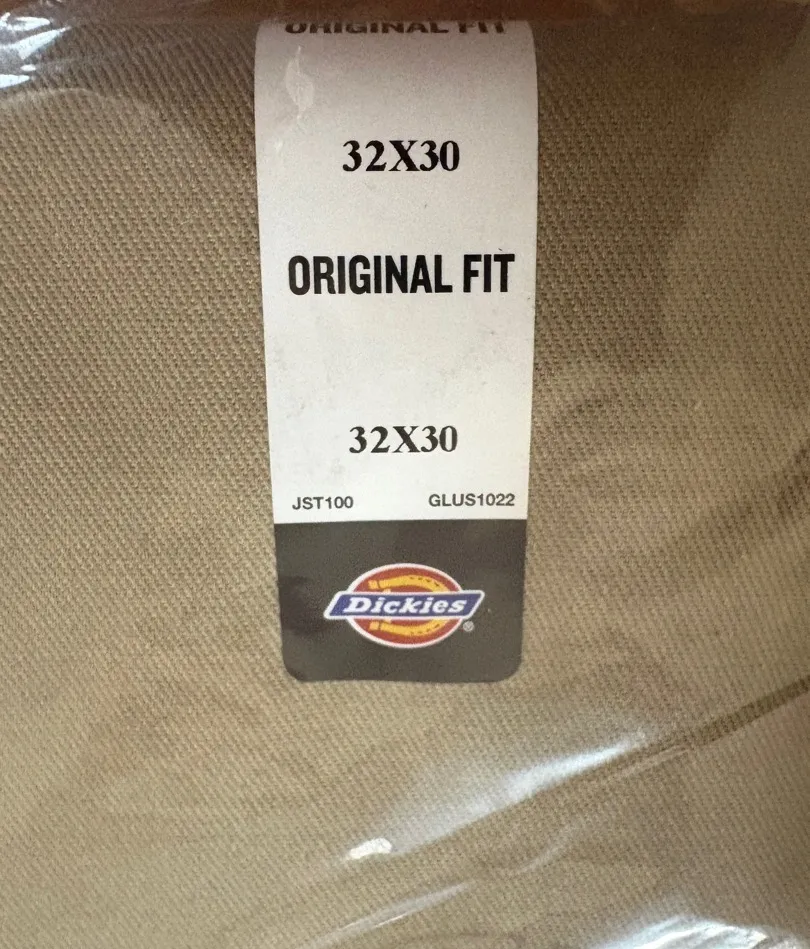 ORIGINAL FIT
32X30
ORIGINAL FIT
32X30
JST100 GLUS1022
Dickies®